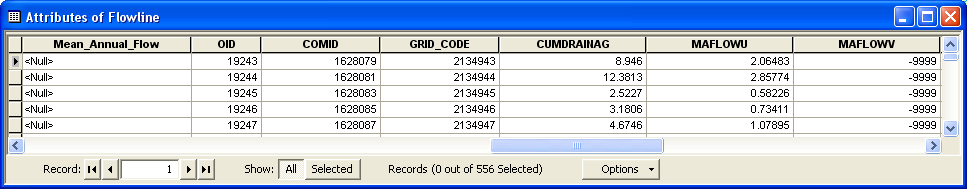 Attributes of Flowline
Mean_Annual_Flow OID COMID GRID_CODE CUMDRAINAG MAFLOWU MAFLOWV
<Null> 19243 1628079 2134943 8.946 2.06483 -9999
<Null> 19244 1628081 2134944 12.3813 2.85774 -9999
<Null> 19245 1628083 2134945 2.5227 0.58226 -9999
<Null> 19246 1628085 2134946 3.1806 0.73411 -9999
<Null> 19247 1628087 2134947 4.6746 1.07895 -9999
Record: 1 Show: All Selected Records (0 out of 556 Selected) Options